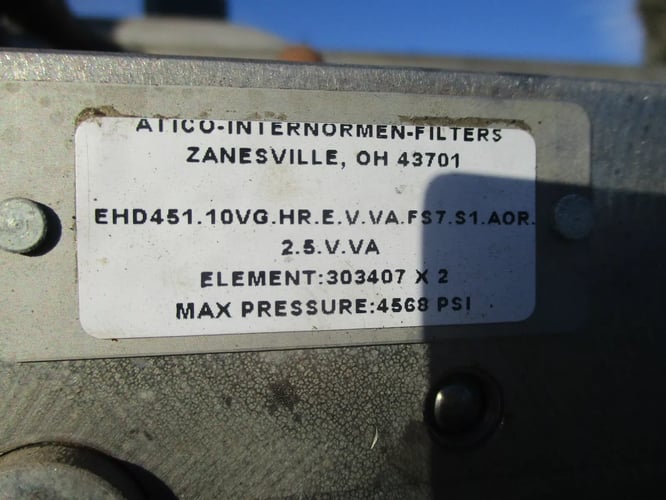 ATICO-INTERNORMEN-FILTERS
ZANESVILLE, OH 43701
EHD451.10VG.HR.E.V.VA.FS7.S1.AOR.
2.5.V.VA
ELEMENT:303407 X 2
MAX PRESSURE:4568 PSI